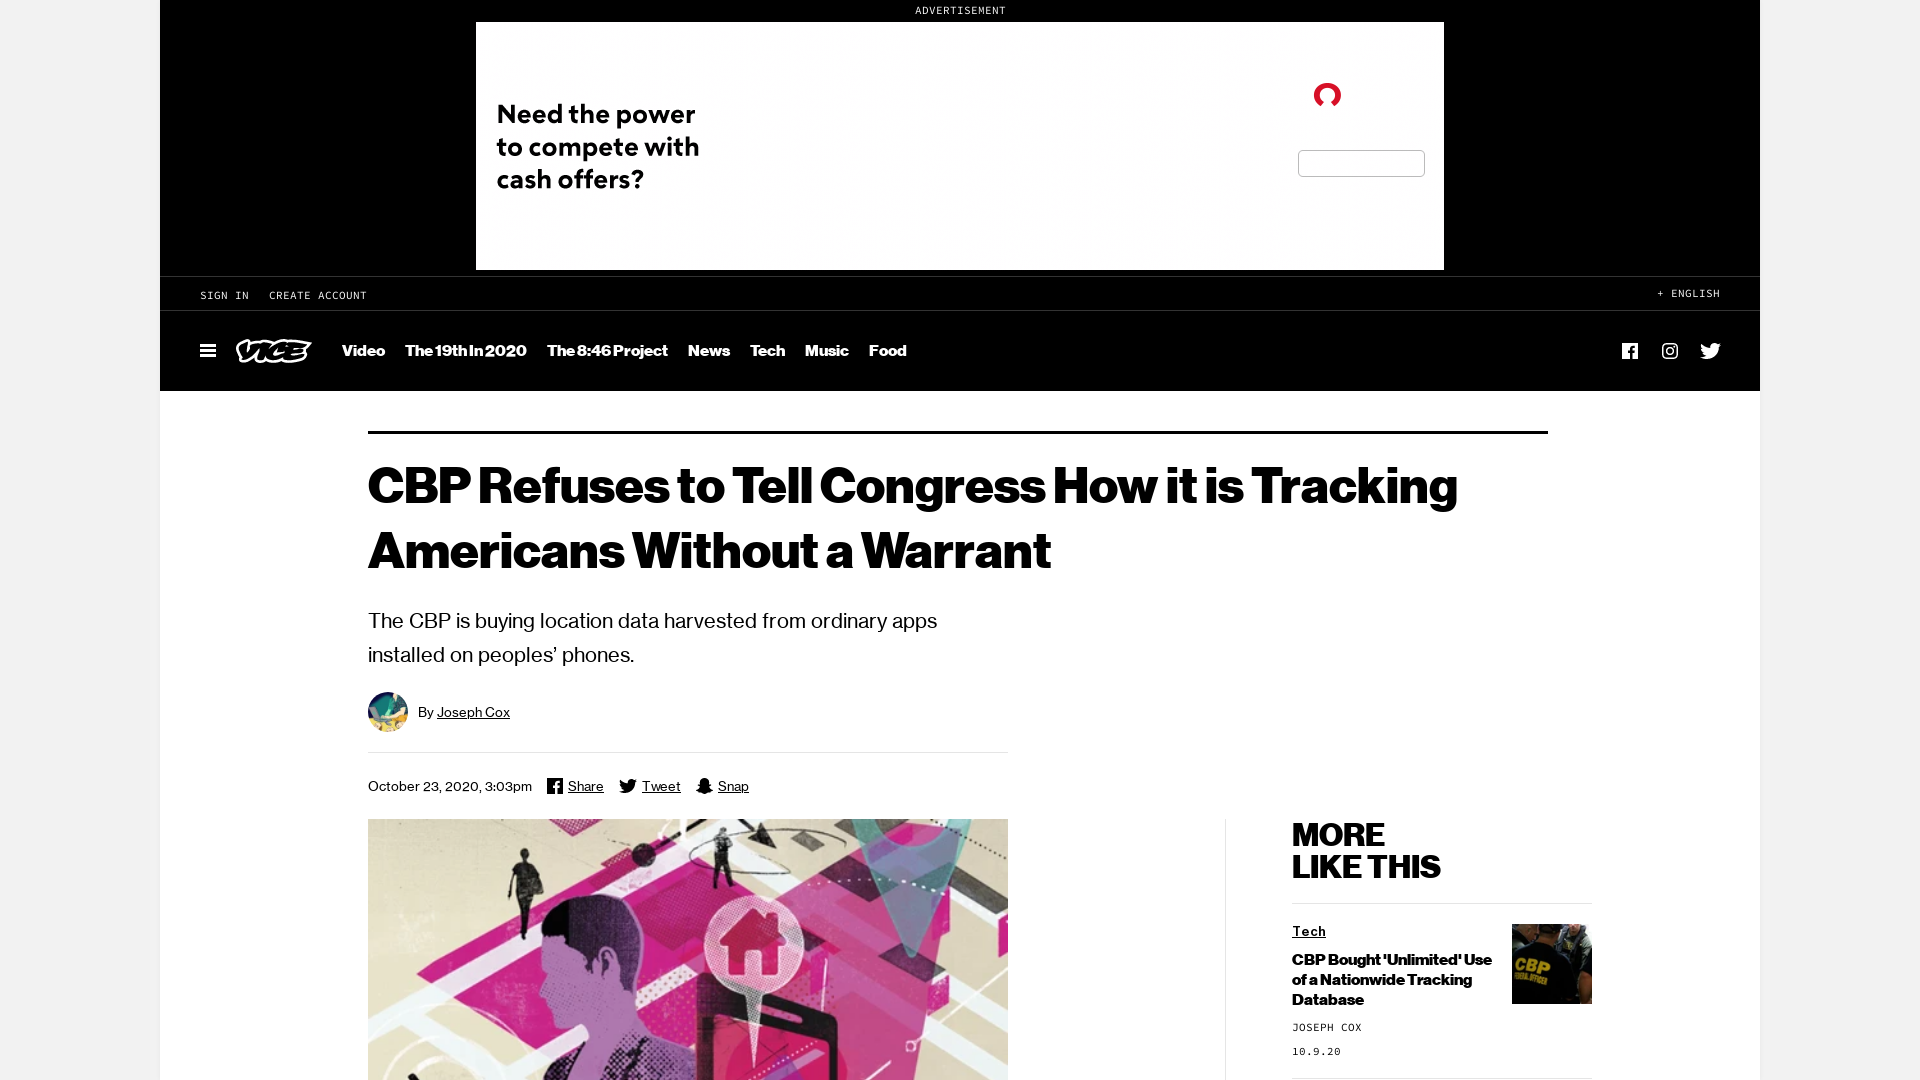 ADVERTISEMENT
Need the power
to compete with
cash offers?
SIGN IN CREATE ACCOUNT
+ ENGLISH
VICE
Video The 19th In 2020 The 8:46 Project News Tech Music Food
CBP Refuses to Tell Congress How it is Tracking
Americans Without a Warrant
The CBP is buying location data harvested from ordinary apps
installed on peoples’ phones.
By Joseph Cox
October 23, 2020, 3:03pm Share Tweet Snap
MORE
LIKE THIS
Tech
CBP Bought 'Unlimited' Use
of a Nationwide Tracking
Database
CBP
FEDERAL OFFICER
JOSEPH COX
10.9.20